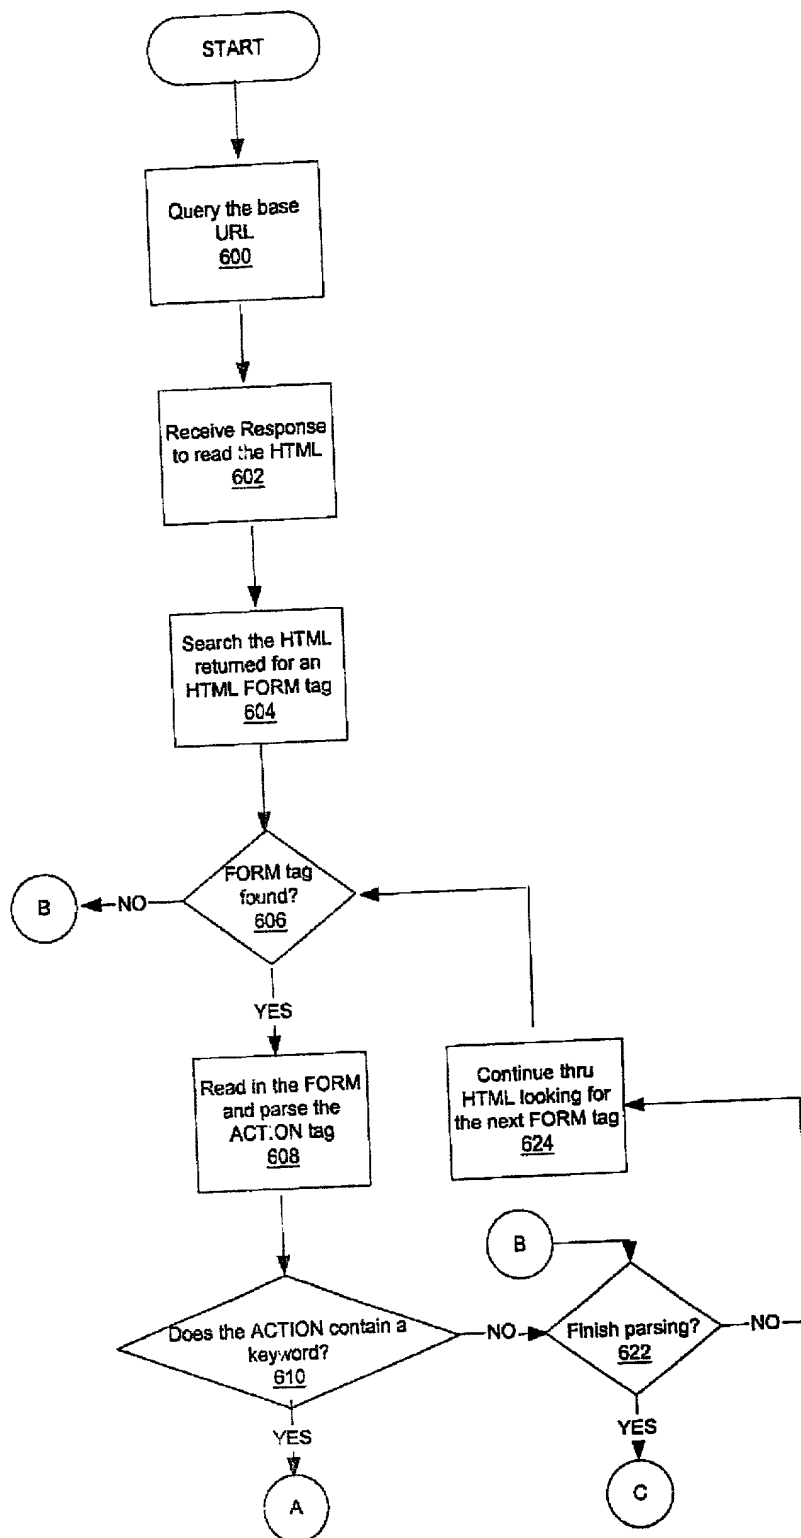 START
Query the base
URL
600
Receive Response
to read the HTML
602
Search the HTML
returned for an
HTML FORM tag
604
FORM tag
found?
606
B
NO
YES
Read in the FORM
and parse the
ACTION tag
608
Continue thru
HTML looking for
the next FORM tag
624
B
Does the ACTION contain a
keyword?
610
NO
Finish parsing?
622
NO
YES
YES
A
C